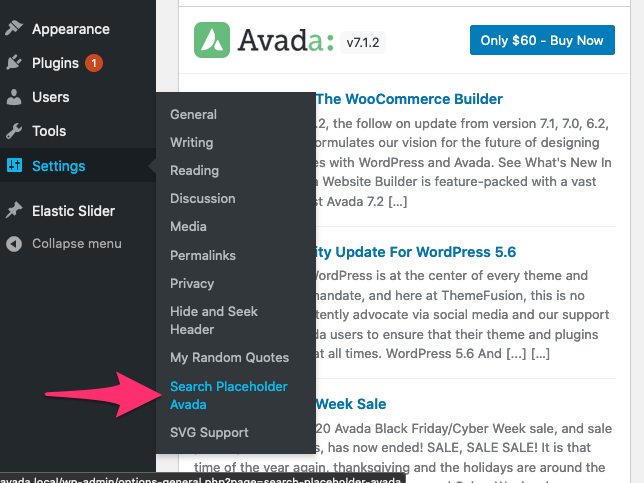 Appearance
Plugins 1
Users
Tools
Settings
Elastic Slider
Collapse menu
General
Writing
Reading
Discussion
Media
Permalinks
Privacy
Hide and Seek
Header
My Random Quotes
Search Placeholder
Avada
SVG Support
Avada: v7.1.2
Only $60 - Buy Now
The WooCommerce Builder
.2, the follow on update from version 7.1, 7.0, 6.2,
ormulates our vision for the future of designing
es with WordPress and Avada. See What's New In
Website Builder is feature-packed with a vast
st Avada 7.2 [...]
ity Update For WordPress 5.6
WordPress is at the center of every theme and
mandate, and here at ThemeFusion, this is no
tently advocate via social media and our support
da users to ensure that their theme and plugins
at all times. WordPress 5.6 And [...] [...]
Week Sale
20 Avada Black Friday/Cyber Week sale, and sale
s, has now ended! SALE, SALE SALE! It is that
time of the year again, thanksgiving and the holidays are around the
avada.local/wp-admin/options-general.php?page=search-placeholder-avada